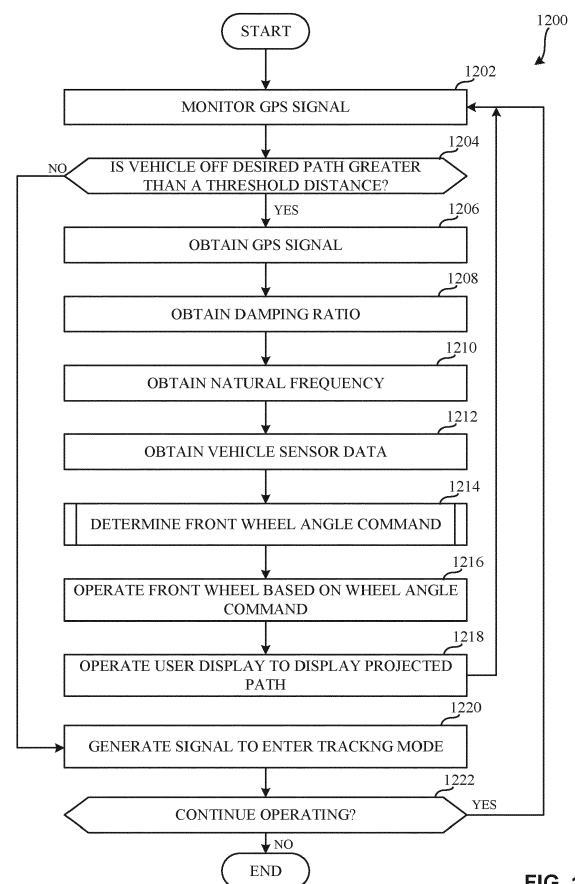 START
1200
1202
MONITOR GPS SIGNAL
1204
IS VEHICLE OFF DESIRED PATH GREATER
THAN A THRESHOLD DISTANCE?
NO
YES
1206
OBTAIN GPS SIGNAL
1208
OBTAIN DAMPING RATIO
1210
OBTAIN NATURAL FREQUENCY
1212
OBTAIN VEHICLE SENSOR DATA
1214
DETERMINE FRONT WHEEL ANGLE COMMAND
1216
OPERATE FRONT WHEEL BASED ON WHEEL ANGLE
COMMAND
1218
OPERATE USER DISPLAY TO DISPLAY PROJECTED
PATH
1220
GENERATE SIGNAL TO ENTER TRACKNG MODE
1222
CONTINUE OPERATING?
YES
NO
END
FIG.